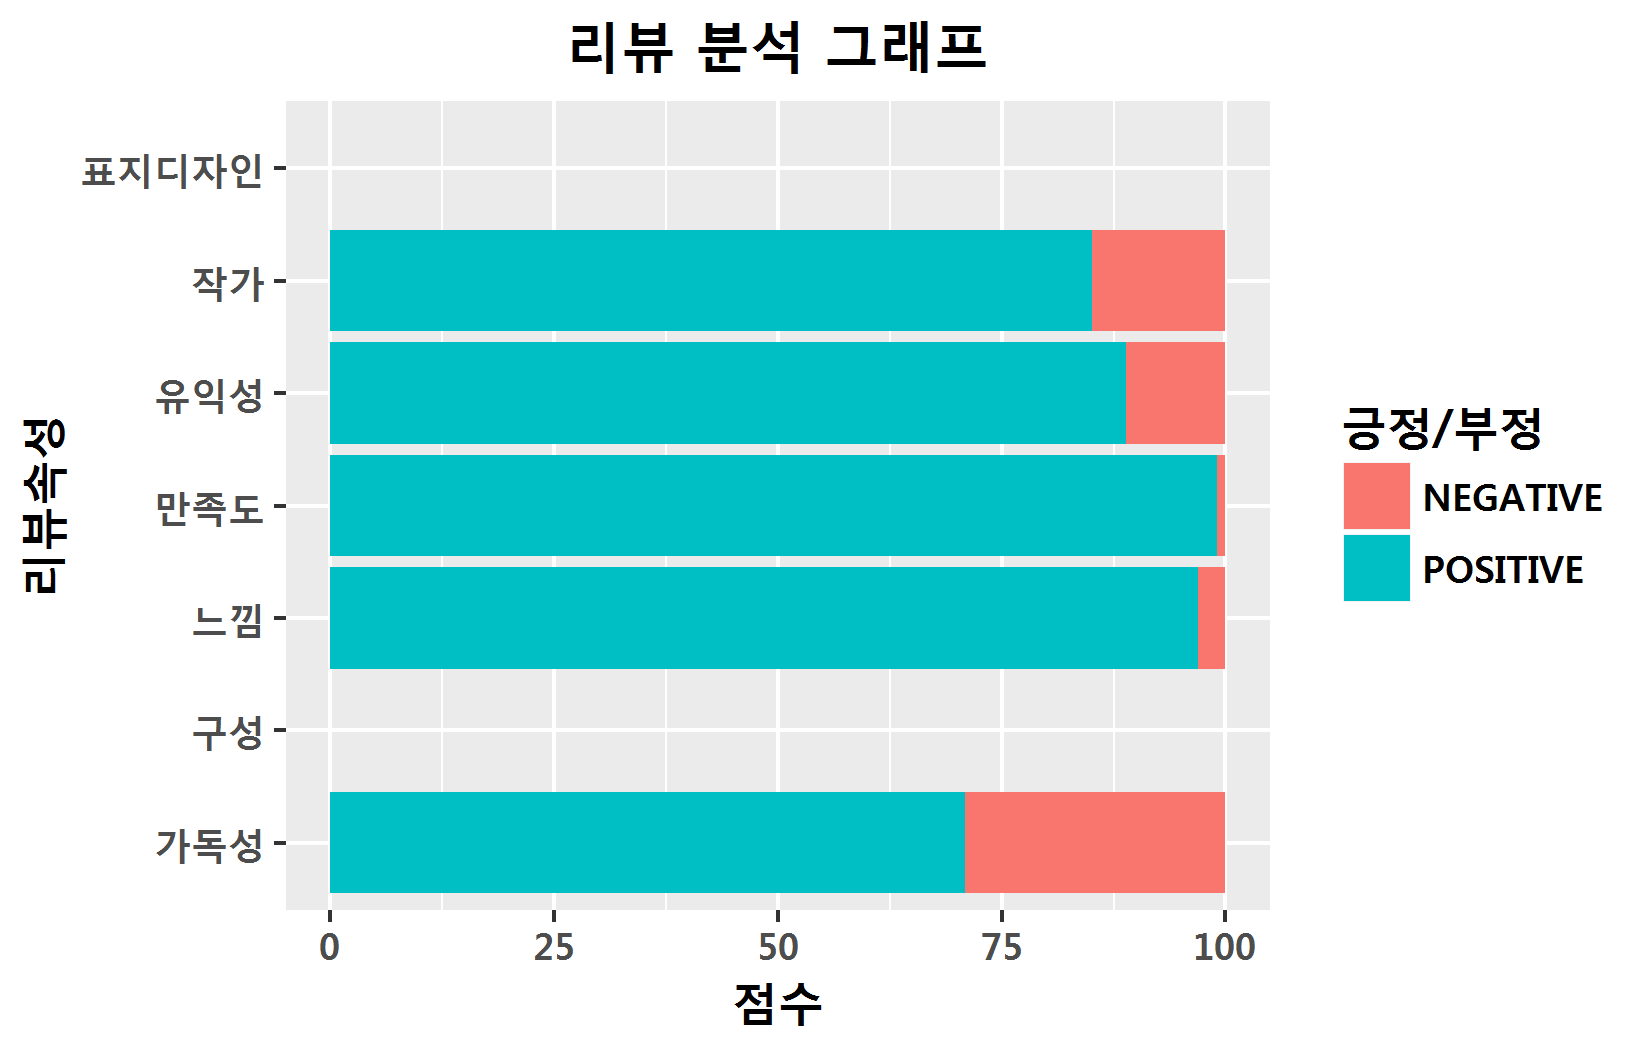 리뷰 분석 그래프
리뷰속성
표지디자인
작가
유익성
만족도
느낌
구성
가독성
0 25 50 75 100
점수
긍정/부정
NEGATIVE
POSITIVE